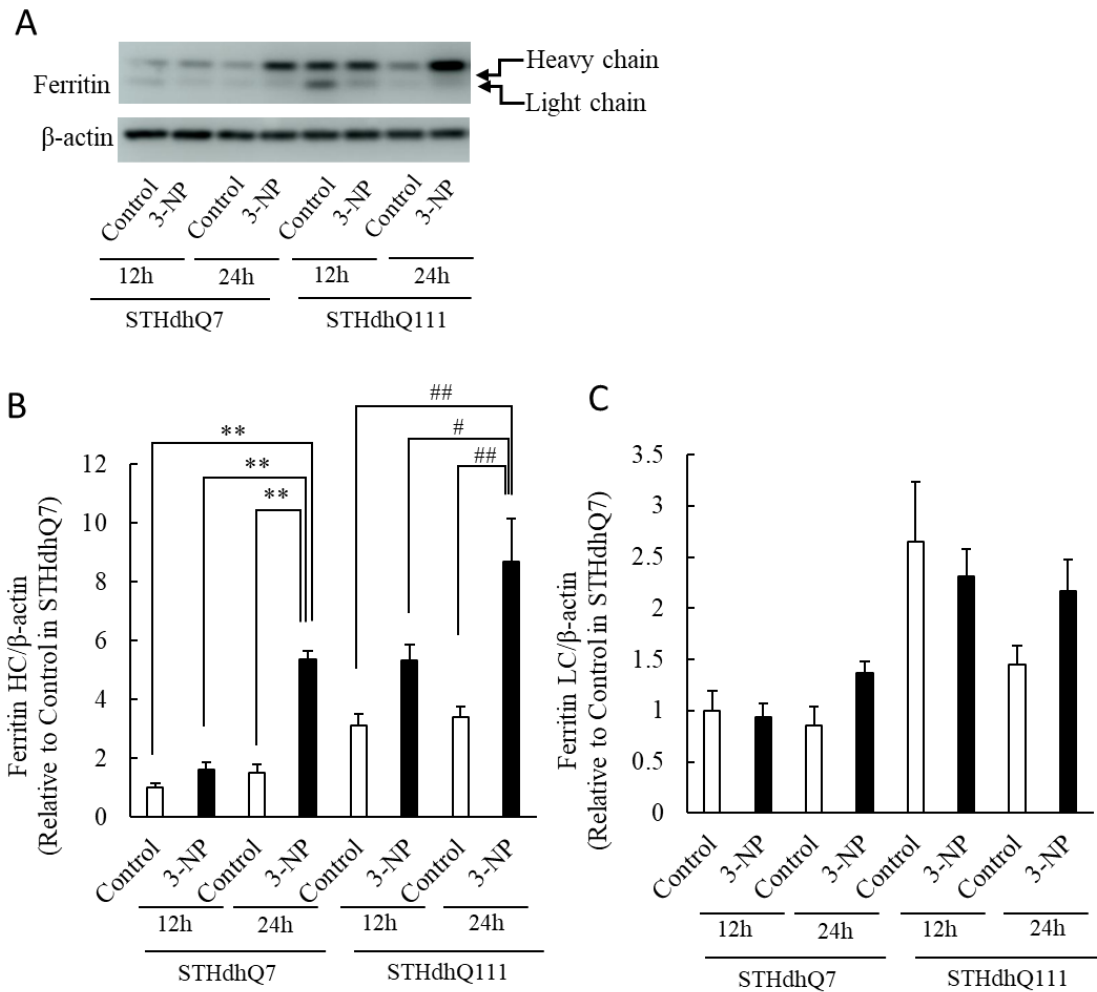 A
Ferritin
Heavy chain
Light chain
β-actin
Control
3-NP
Control
3-NP
Control
3-NP
Control
3-NP
12h
24h
12h
24h
STHdhQ7
STHdhQ111
B
Ferritin HC/β-actin
(Relative to Control in STHdhQ7)
12
10
8
6
4
2
0
**
**
**
##
#
##
Control
3-NP
Control
3-NP
Control
3-NP
Control
3-NP
12h
24h
12h
24h
STHdhQ7
STHdhQ111
C
Ferritin LC/β-actin
(Relative to Control in STHdhQ7)
3.5
3
2.5
2
1.5
1
0.5
0
Control
3-NP
Control
3-NP
Control
3-NP
Control
3-NP
12h
24h
12h
24h
STHdhQ7
STHdhQ111